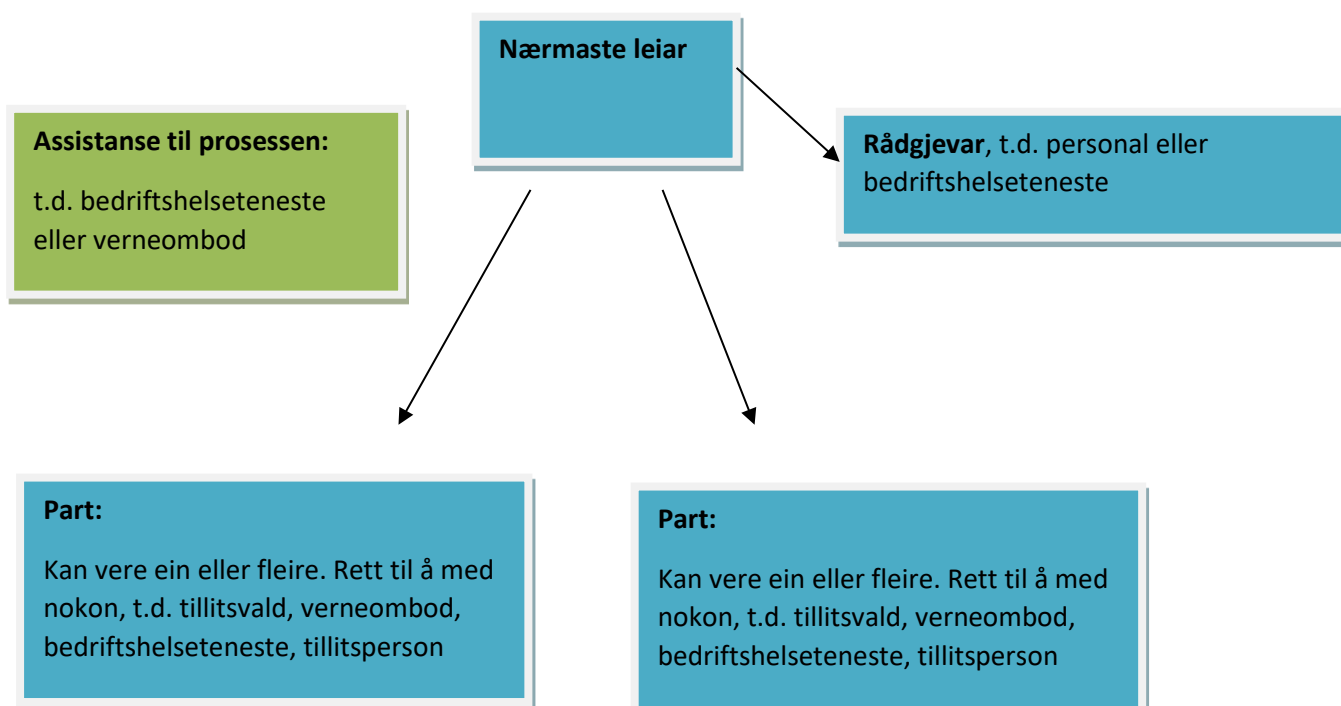 Nærmaste leiar
Assistanse til prosessen:
t.d. bedriftshelseteneste
eller verneombod
Rådgjevar, t.d. personal eller
bedriftshelseteneste
Part:
Kan vere ein eller fleire. Rett til å med
nokon, t.d. tillitsvald, verneombod,
bedriftshelseteneste, tillitsperson
Part:
Kan vere ein eller fleire. Rett til å med
nokon, t.d. tillitsvald, verneombod,
bedriftshelseteneste, tillitsperson